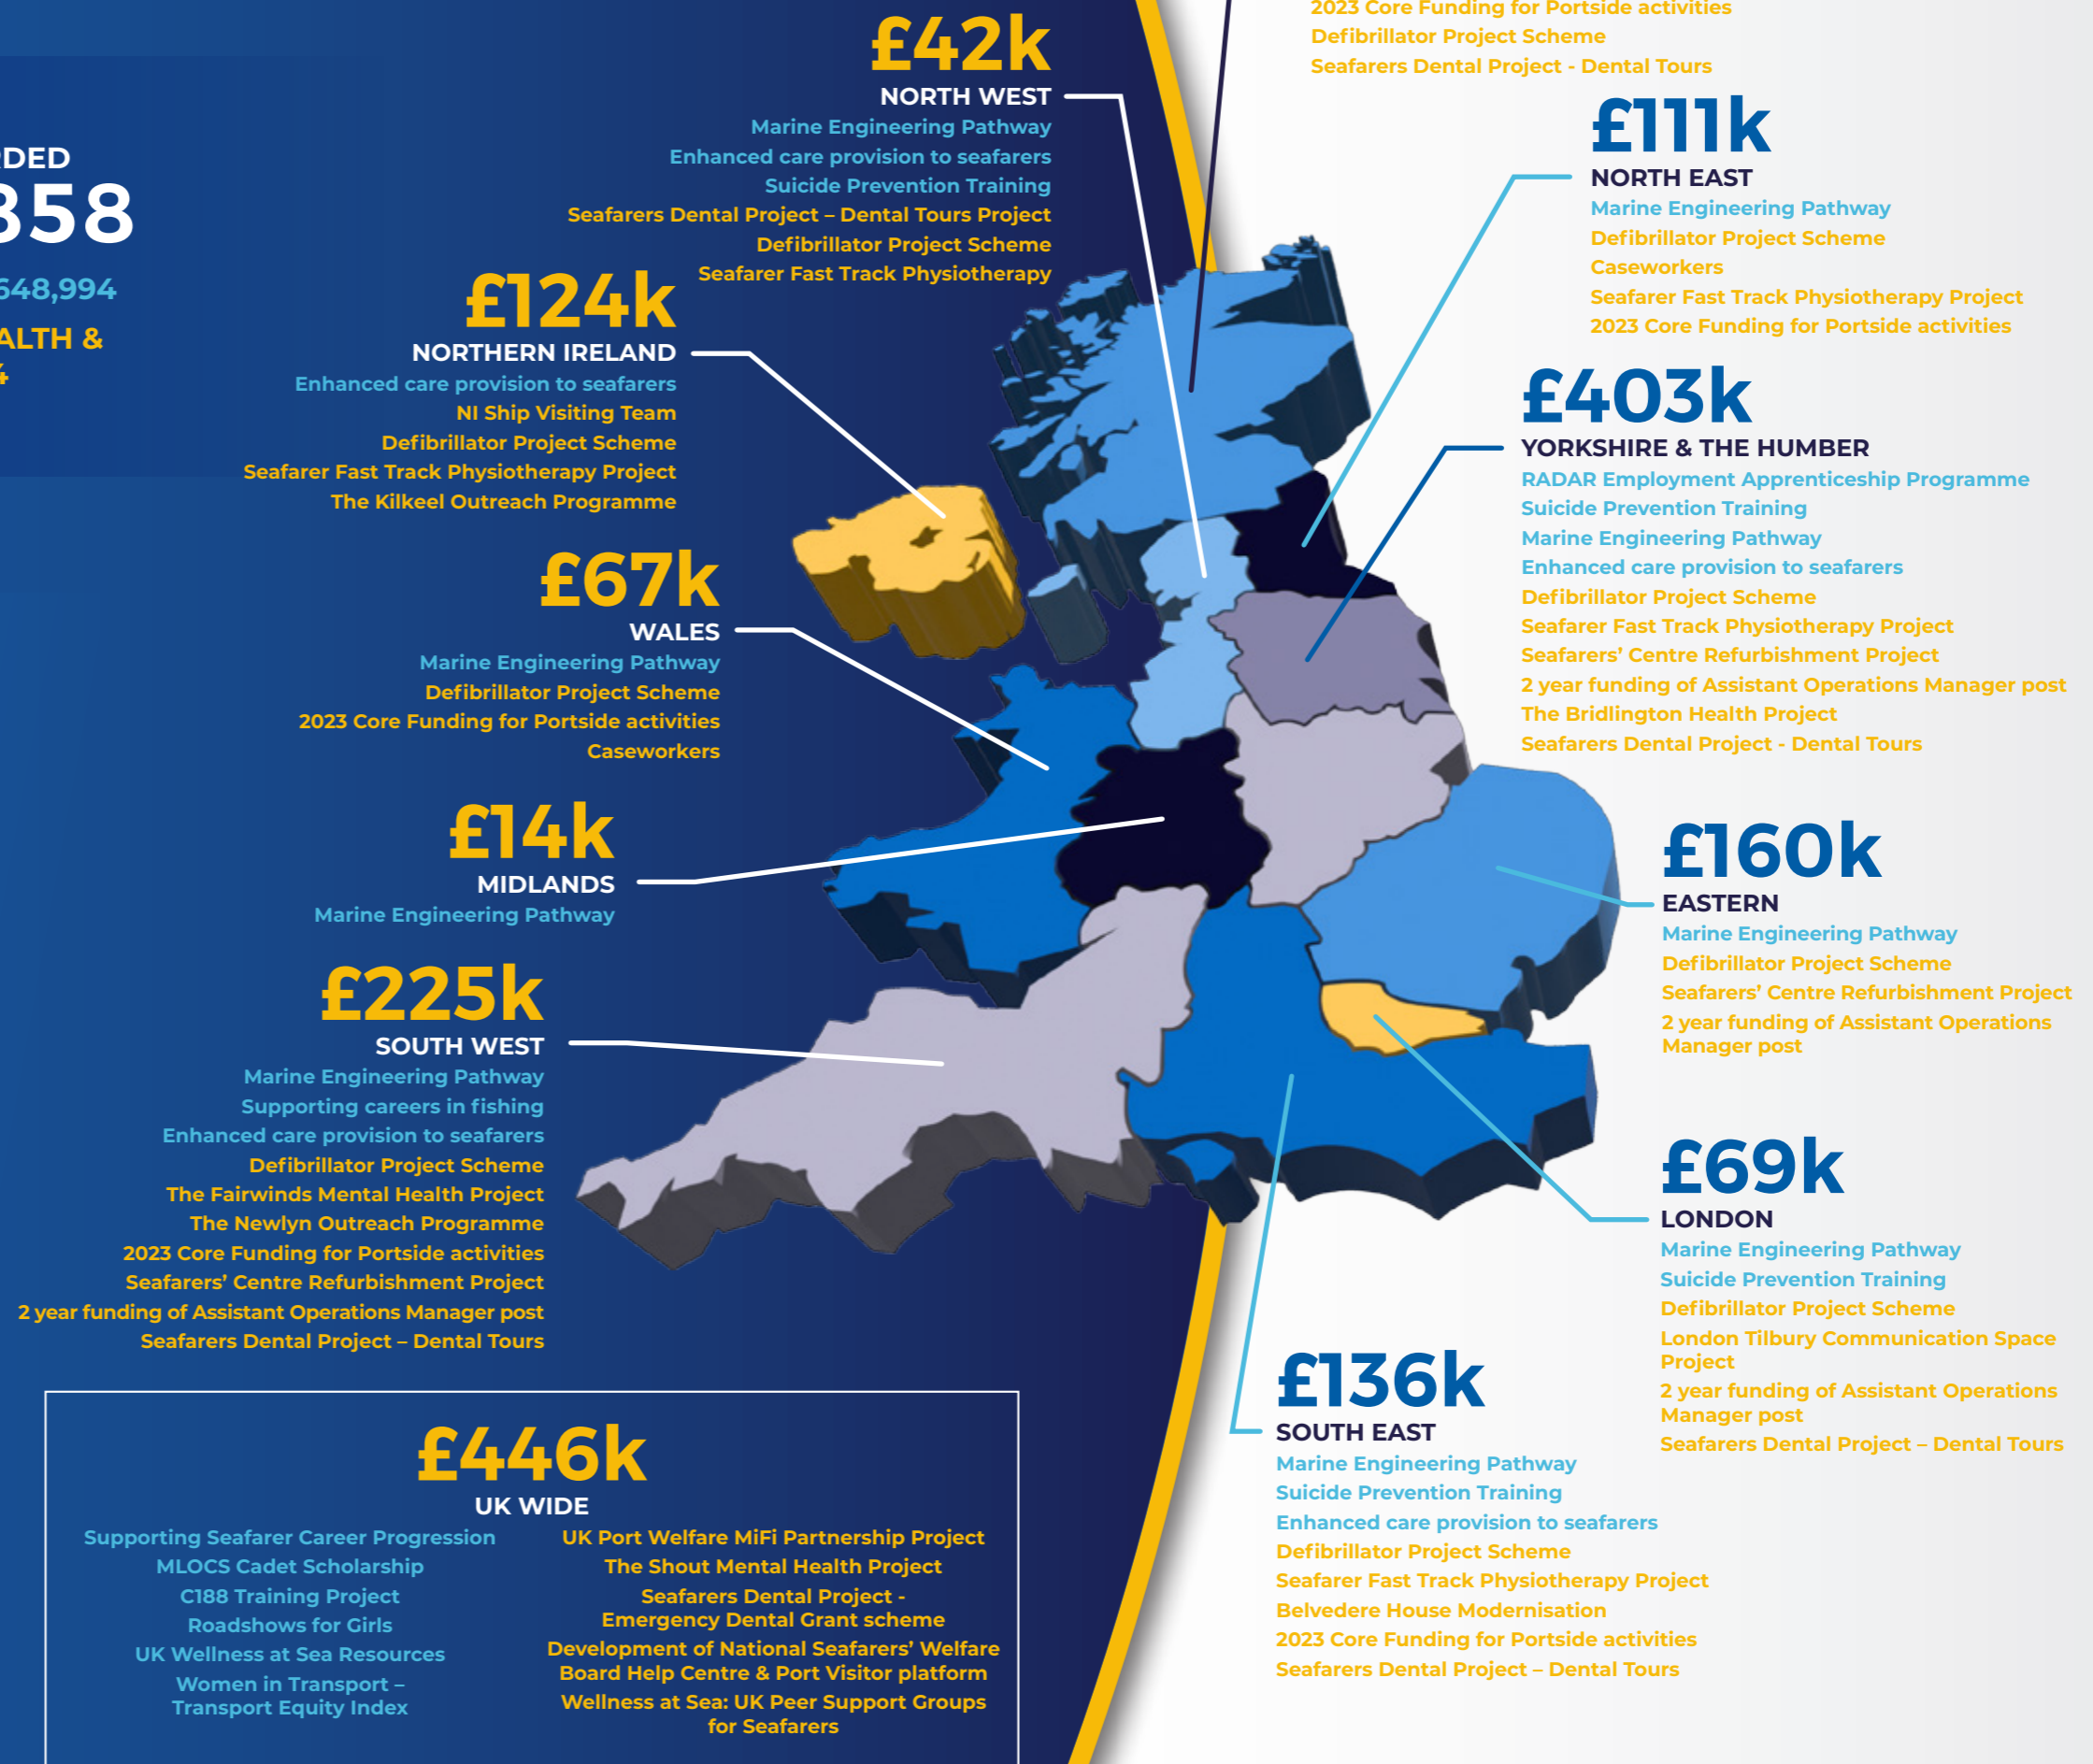 2023 Core Funding for Portside activities
Defibrillator Project Scheme
Seafarers Dental Project - Dental Tours
£42k
NORTH WEST
Marine Engineering Pathway
Enhanced care provision to seafarers
Suicide Prevention Training
Seafarers Dental Project – Dental Tours Project
Defibrillator Project Scheme
Seafarer Fast Track Physiotherapy
£111k
NORTH EAST
Marine Engineering Pathway
Defibrillator Project Scheme
Caseworkers
Seafarer Fast Track Physiotherapy Project
2023 Core Funding for Portside activities
358
648,994
&
£124k
NORTHERN IRELAND
Enhanced care provision to seafarers
NI Ship Visiting Team
Defibrillator Project Scheme
Seafarer Fast Track Physiotherapy Project
The Kilkeel Outreach Programme
£403k
YORKSHIRE & THE HUMBER
RADAR Employment Apprenticeship Programme
Suicide Prevention Training
Marine Engineering Pathway
Enhanced care provision to seafarers
Defibrillator Project Scheme
Seafarer Fast Track Physiotherapy Project
Seafarers’ Centre Refurbishment Project
2 year funding of Assistant Operations Manager post
The Bridlington Health Project
Seafarers Dental Project - Dental Tours
£67k
WALES
Marine Engineering Pathway
Defibrillator Project Scheme
2023 Core Funding for Portside activities
Caseworkers
£14k
MIDLANDS
Marine Engineering Pathway
£160k
EASTERN
Marine Engineering Pathway
Defibrillator Project Scheme
Seafarers’ Centre Refurbishment Project
2 year funding of Assistant Operations
Manager post
£225k
SOUTH WEST
Marine Engineering Pathway
Supporting careers in fishing
Enhanced care provision to seafarers
Defibrillator Project Scheme
The Fairwinds Mental Health Project
The Newlyn Outreach Programme
2023 Core Funding for Portside activities
Seafarers’ Centre Refurbishment Project
2 year funding of Assistant Operations Manager post
Seafarers Dental Project – Dental Tours
£69k
LONDON
Marine Engineering Pathway
Suicide Prevention Training
Defibrillator Project Scheme
London Tilbury Communication Space
Project
2 year funding of Assistant Operations
Manager post
Seafarers Dental Project – Dental Tours
£136k
SOUTH EAST
Marine Engineering Pathway
Suicide Prevention Training
Enhanced care provision to seafarers
Defibrillator Project Scheme
Seafarer Fast Track Physiotherapy Project
Belvedere House Modernisation
2023 Core Funding for Portside activities
Seafarers Dental Project – Dental Tours
£446k
UK WIDE
Supporting Seafarer Career Progression
MLOCS Cadet Scholarship
C188 Training Project
Roadshows for Girls
UK Wellness at Sea Resources
Women in Transport –
Transport Equity Index
UK Port Welfare MiFi Partnership Project
The Shout Mental Health Project
Seafarers Dental Project -
Emergency Dental Grant scheme
Development of National Seafarers’ Welfare
Board Help Centre & Port Visitor platform
Wellness at Sea: UK Peer Support Groups
for Seafarers